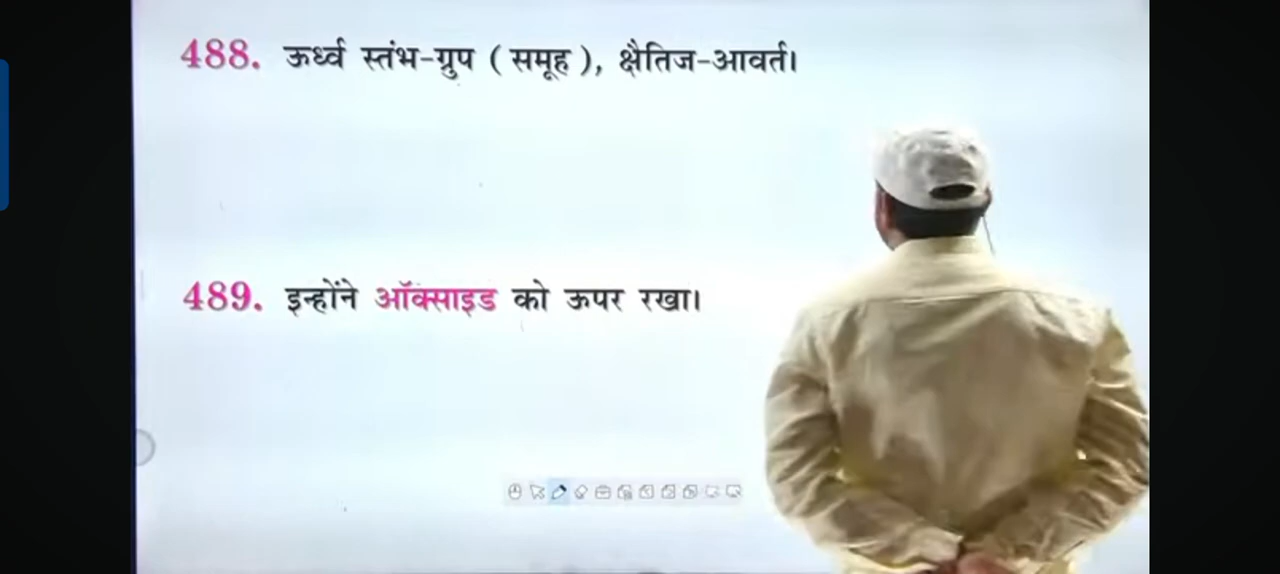 488. ऊर्ध्व स्तंभ-ग्रुप ( समूह ), क्षैतिज-आवर्त।
489. इन्होंने ऑक्साइड को ऊपर रखा।